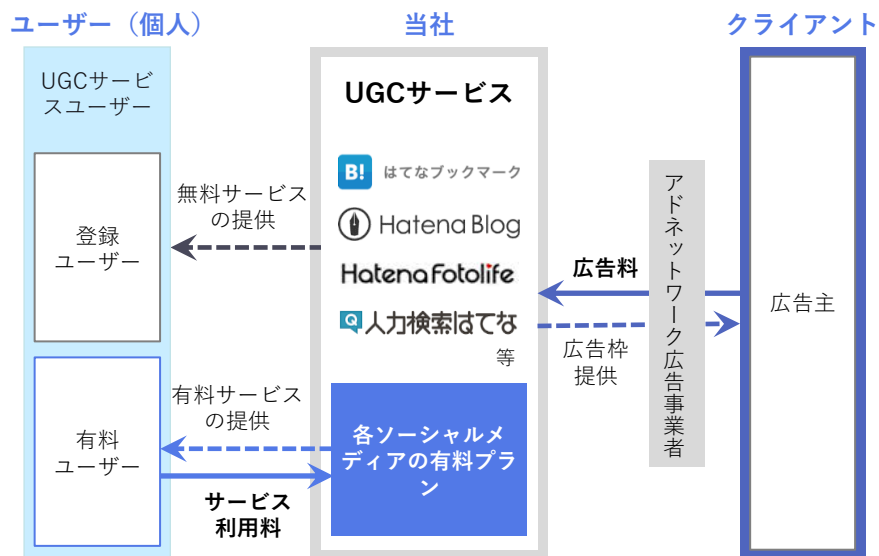 ユーザー（個人）
当社
クライアント
UGCサービ
スユーザー
登録
ユーザー
有料
ユーザー
無料サービス
の提供
有料サービス
の提供
サービス
利用料
UGCサービス
B! はてなブックマーク
Hatena Blog
Hatena Fotolife
Q 人力検索はてな
等
各ソーシャルメ
ディアの有料プラ
ン
広告料
広告枠
提供
アドネットワーク広告事業者
広告主